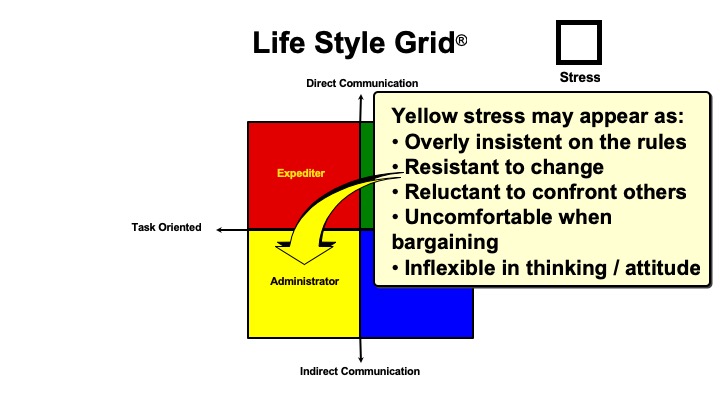 Life Style Grid®
Stress
Direct Communication
Yellow stress may appear as:
• Overly insistent on the rules
• Resistant to change
• Reluctant to confront others
• Uncomfortable when
bargaining
• Inflexible in thinking / attitude
Expediter
Task Oriented
Administrator
Indirect Communication